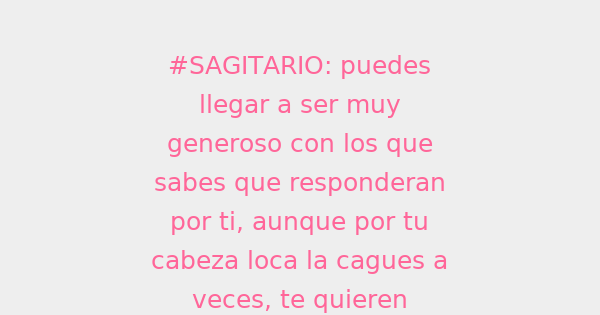 #SAGITARIO: puedes
llegar a ser muy
generoso con los que
sabes que responderan
por ti, aunque por tu
cabeza loca la cagues a
veces, te quieren